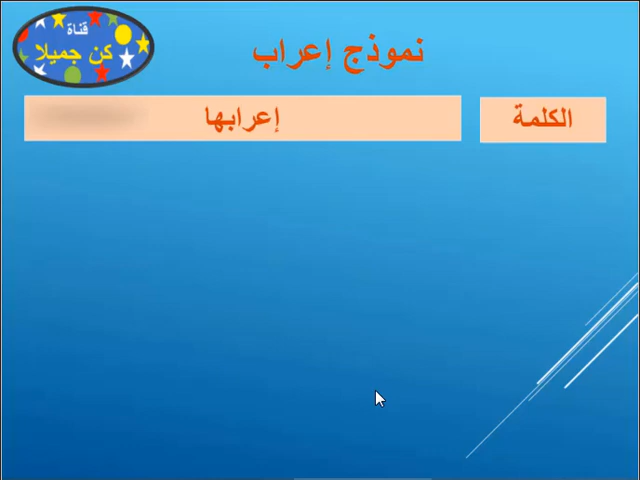 قناة
كن جميلا
نموذج إعراب
الكلمة
إعرابها